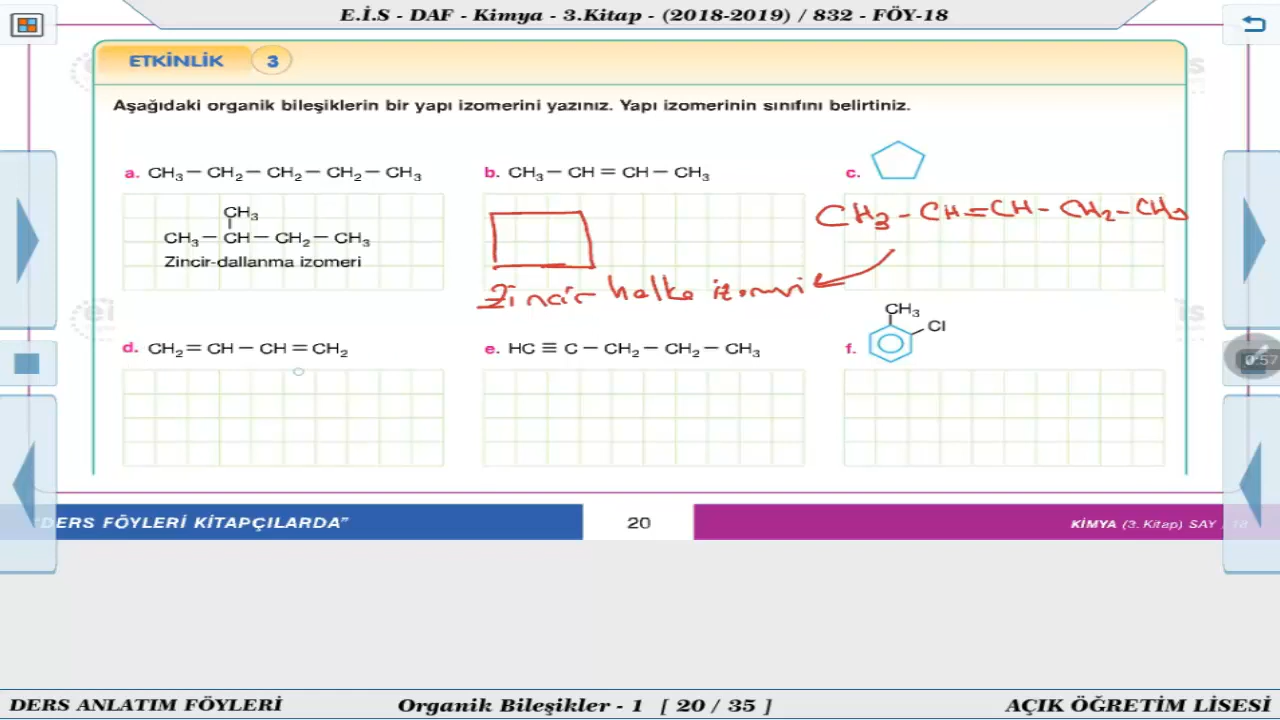 E.İ.S - DAF - Kimya - 3.Kitap - (2018-2019) / 832 - FÖY-18
ETKİNLİK 3
Aşağıdaki organik bileşiklerin bir yapı izomerini yazınız. Yapı izomerinin sınıfını belirtiniz.
a. CH₃ — CH₂ — CH₂ — CH₂ — CH₃
CH₃
CH₃ — CH — CH₂ — CH₃
Zincir-dallanma izomeri
b. CH₃ — CH = CH — CH₃
Zincir halka izomeri
c.
CH₃ - CH = CH - CH₂ - CH₃
d. CH₂ = CH — CH = CH₂
e. HC ≡ C — CH₂ — CH₂ — CH₃
f.
CH₃
Cl
0:57
"DERS FÖYLERİ KİTAPÇILARDA"
20
KİMYA (3. Kitap) SAY / 18
DERS ANLATIM FÖYLERİ
Organik Bileşikler - 1 [ 20 / 35 ]
AÇIK ÖĞRETİM LİSESİ